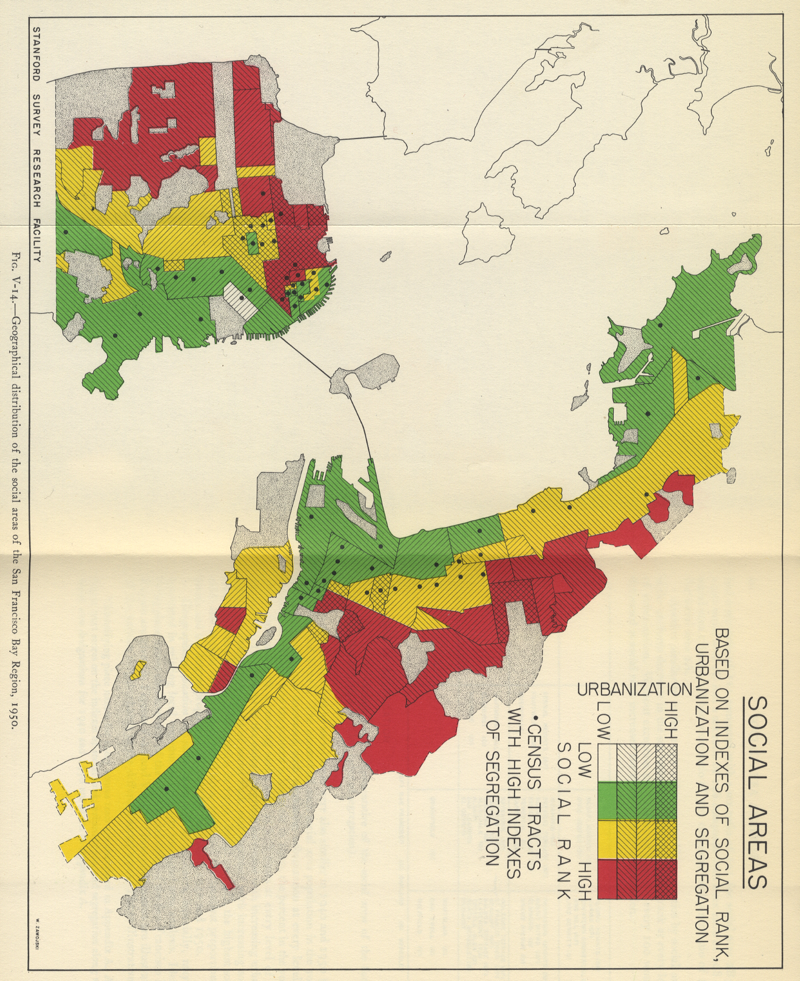 SOCIAL AREAS
BASED ON INDEXES OF SOCIAL RANK,
URBANIZATION AND SEGREGATION
URBANIZATION
HIGH
LOW
LOW
HIGH
SOCIAL RANK
•CENSUS TRACTS
WITH HIGH INDEXES
OF SEGREGATION
STANFORD SURVEY RESEARCH FACILITY
W. ZAWOJSKI
Fig. V-14.—Geographical distribution of the social areas of the San Francisco Bay Region, 1950.